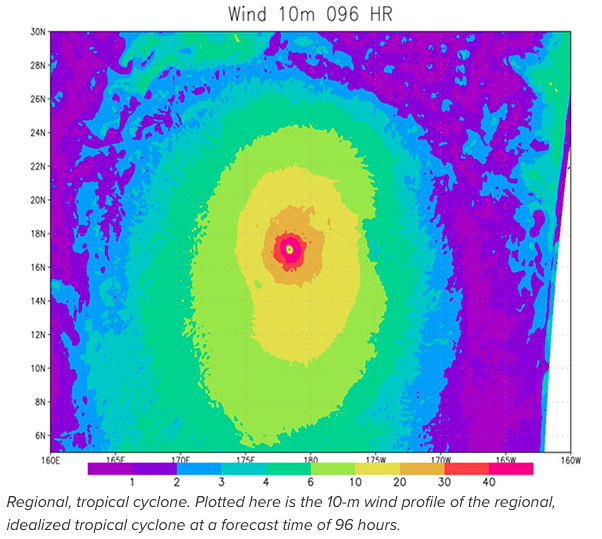 Wind 10m 096 HR
30N
28N
26N
24N
22N
20N
18N
16N
14N
12N
10N
8N
6N
160E 165E 170E 175E 180 175W 170W 165W 160W
1 2 3 4 6 10 20 30 40
Regional, tropical cyclone. Plotted here is the 10-m wind profile of the regional,
idealized tropical cyclone at a forecast time of 96 hours.